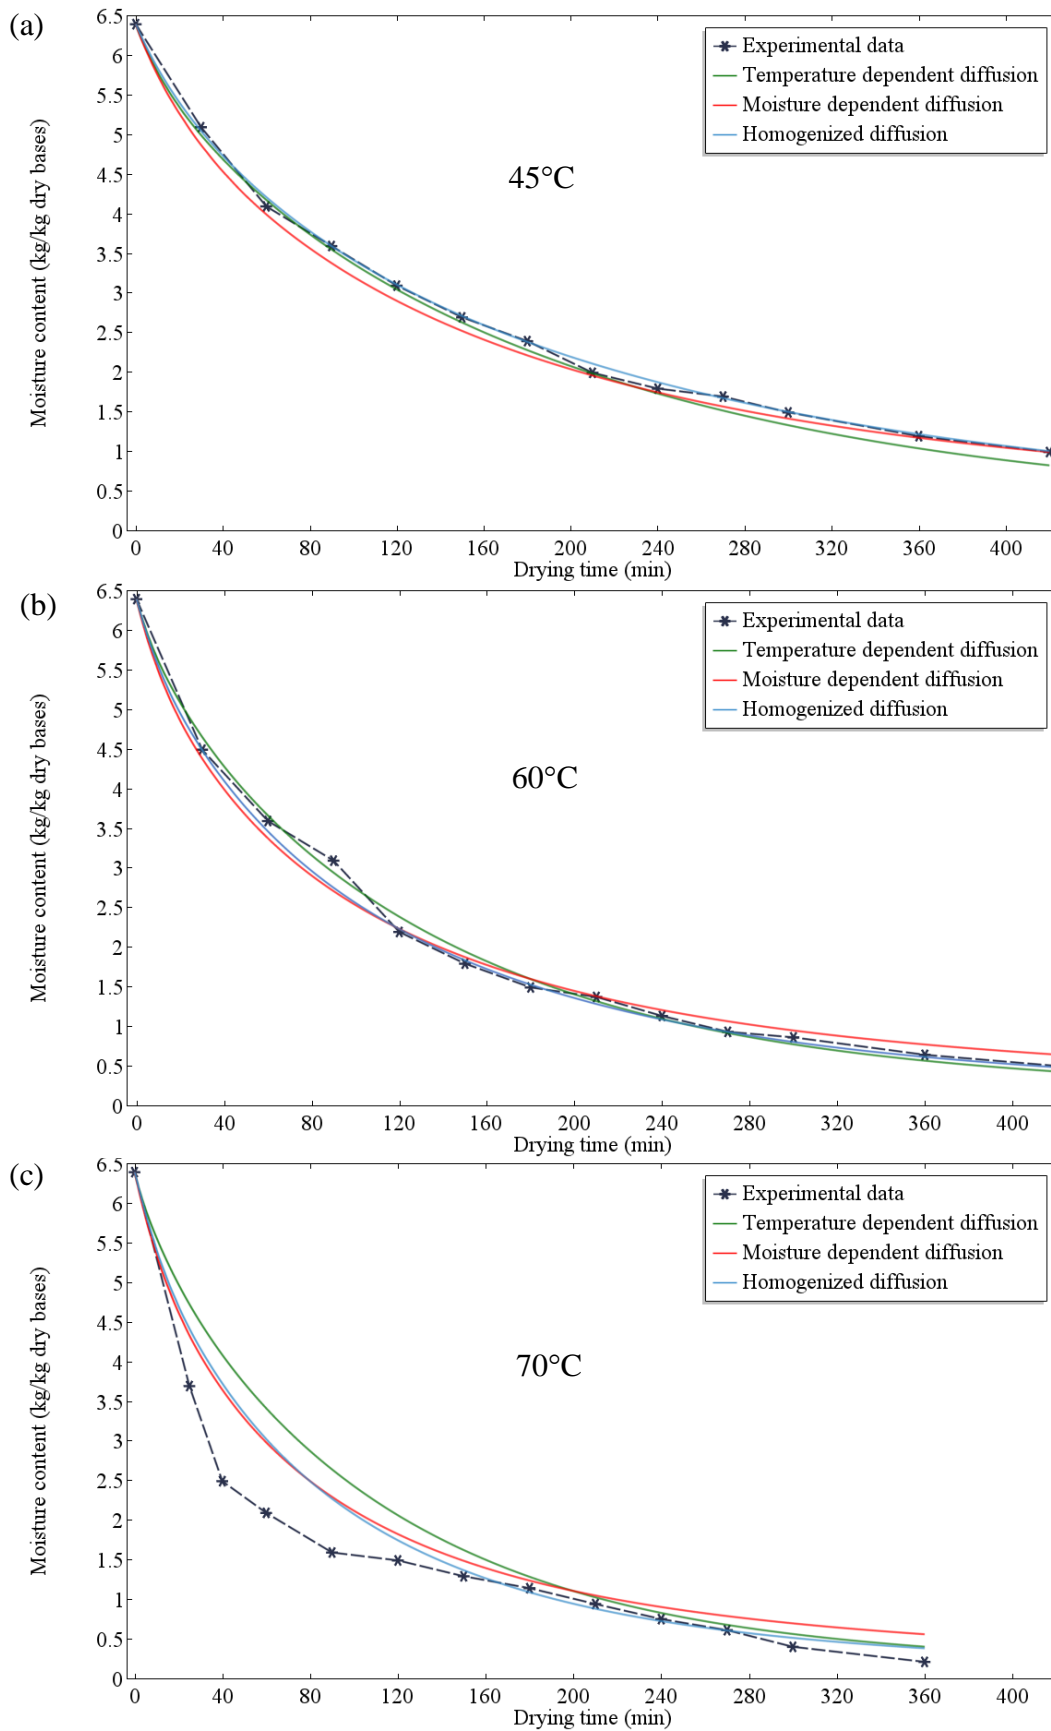 (a)
6.5
6
5.5
5
4.5
4
3.5
3
2.5
2
1.5
1
0.5
0
Moisture content (kg/kg dry bases)
Experimental data
Temperature dependent diffusion
Moisture dependent diffusion
Homogenized diffusion
45°C
0 40 80 120 160 200 240 280 320 360 400
Drying time (min)
(b)
6.5
6
5.5
5
4.5
4
3.5
3
2.5
2
1.5
1
0.5
0
Moisture content (kg/kg dry bases)
Experimental data
Temperature dependent diffusion
Moisture dependent diffusion
Homogenized diffusion
60°C
0 40 80 120 160 200 240 280 320 360 400
Drying time (min)
(c)
6.5
6
5.5
5
4.5
4
3.5
3
2.5
2
1.5
1
0.5
0
Moisture content (kg/kg dry bases)
Experimental data
Temperature dependent diffusion
Moisture dependent diffusion
Homogenized diffusion
70°C
0 40 80 120 160 200 240 280 320 360 400
Drying time (min)